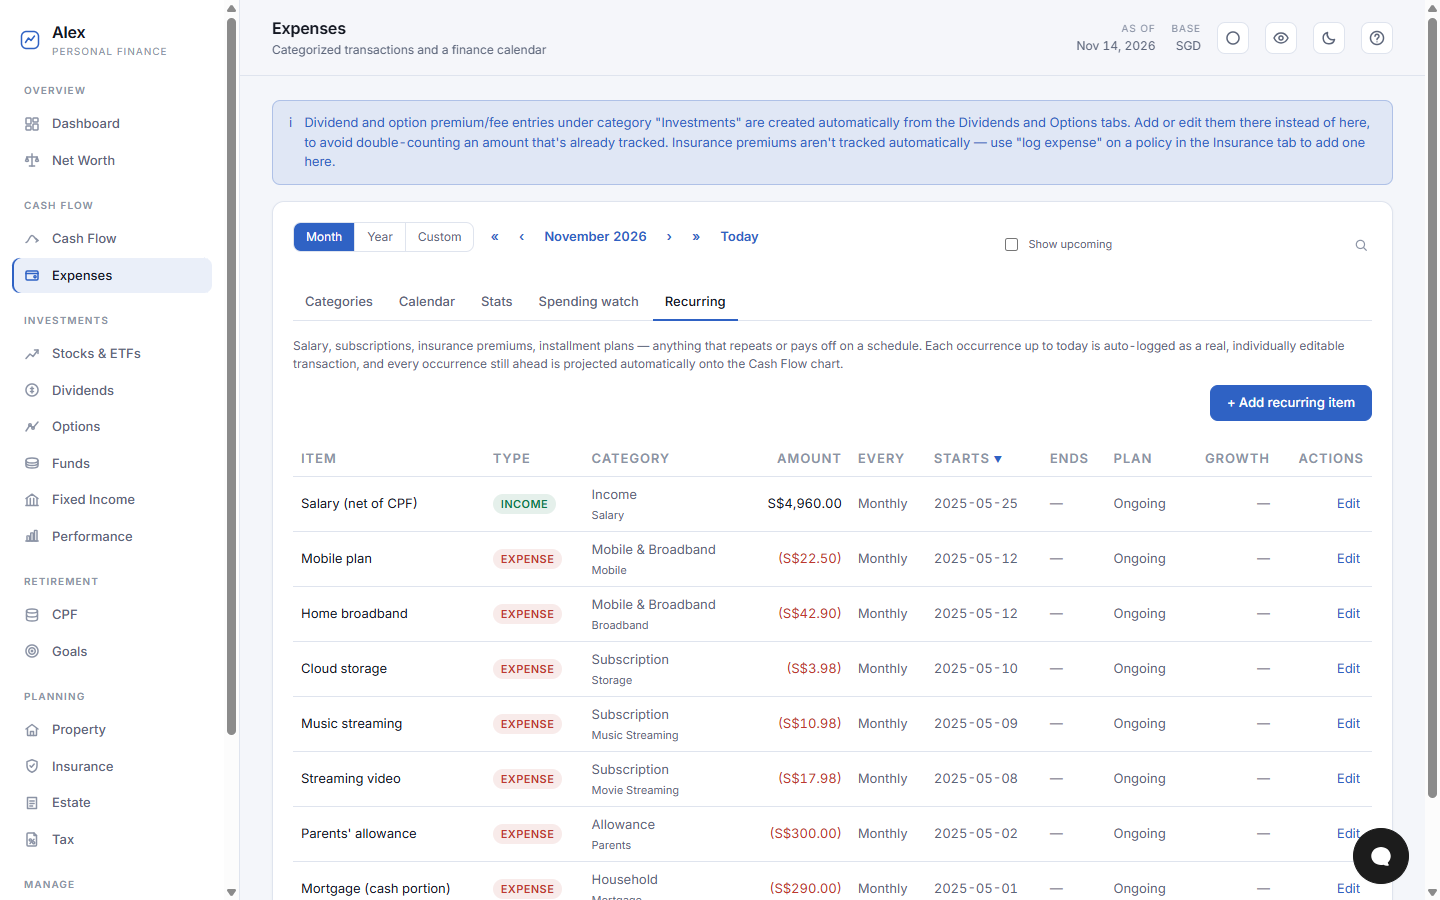 Alex
PERSONAL FINANCE
OVERVIEW
Dashboard
Net Worth
CASH FLOW
Cash Flow
Expenses
INVESTMENTS
Stocks & ETFs
Dividends
Options
Funds
Fixed Income
Performance
RETIREMENT
CPF
Goals
PLANNING
Property
Insurance
Estate
Tax
MANAGE
Expenses
Categorized transactions and a finance calendar
AS OF
Nov 14, 2026
BASE
SGD
i Dividend and option premium/fee entries under category "Investments" are created automatically from the Dividends and Options tabs. Add or edit them there instead of here,
to avoid double-counting an amount that's already tracked. Insurance premiums aren't tracked automatically — use "log expense" on a policy in the Insurance tab to add one
here.
Month Year Custom « ‹ November 2026 › » Today Show upcoming
Categories Calendar Stats Spending watch Recurring
Salary, subscriptions, insurance premiums, installment plans — anything that repeats or pays off on a schedule. Each occurrence up to today is auto-logged as a real, individually editable
transaction, and every occurrence still ahead is projected automatically onto the Cash Flow chart.
+ Add recurring item
ITEM TYPE CATEGORY AMOUNT EVERY STARTS ▼ ENDS PLAN GROWTH ACTIONS
Salary (net of CPF) INCOME Income S$4,960.00 Monthly 2025-05-25 — Ongoing — Edit
Salary
Mobile plan EXPENSE Mobile & Broadband (S$22.50) Monthly 2025-05-12 — Ongoing — Edit
Mobile
Home broadband EXPENSE Mobile & Broadband (S$42.90) Monthly 2025-05-12 — Ongoing — Edit
Broadband
Cloud storage EXPENSE Subscription (S$3.98) Monthly 2025-05-10 — Ongoing — Edit
Storage
Music streaming EXPENSE Subscription (S$10.98) Monthly 2025-05-09 — Ongoing — Edit
Music Streaming
Streaming video EXPENSE Subscription (S$17.98) Monthly 2025-05-08 — Ongoing — Edit
Movie Streaming
Parents' allowance EXPENSE Allowance (S$300.00) Monthly 2025-05-02 — Ongoing — Edit
Parents
Mortgage (cash portion) EXPENSE Household (S$290.00) Monthly 2025-05-01 — Ongoing — Edit
Mortgage